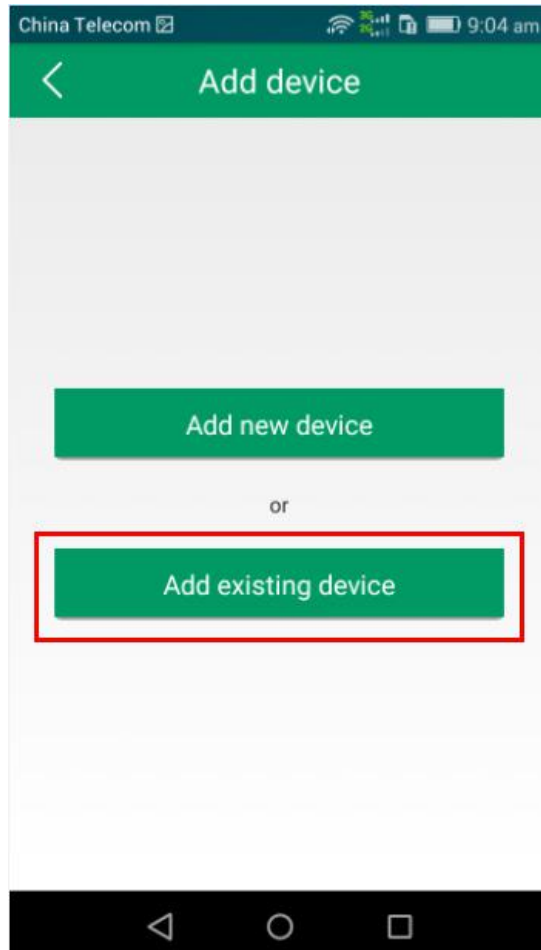 China Telecom 9:04 am
Add device
Add new device
or
Add existing device